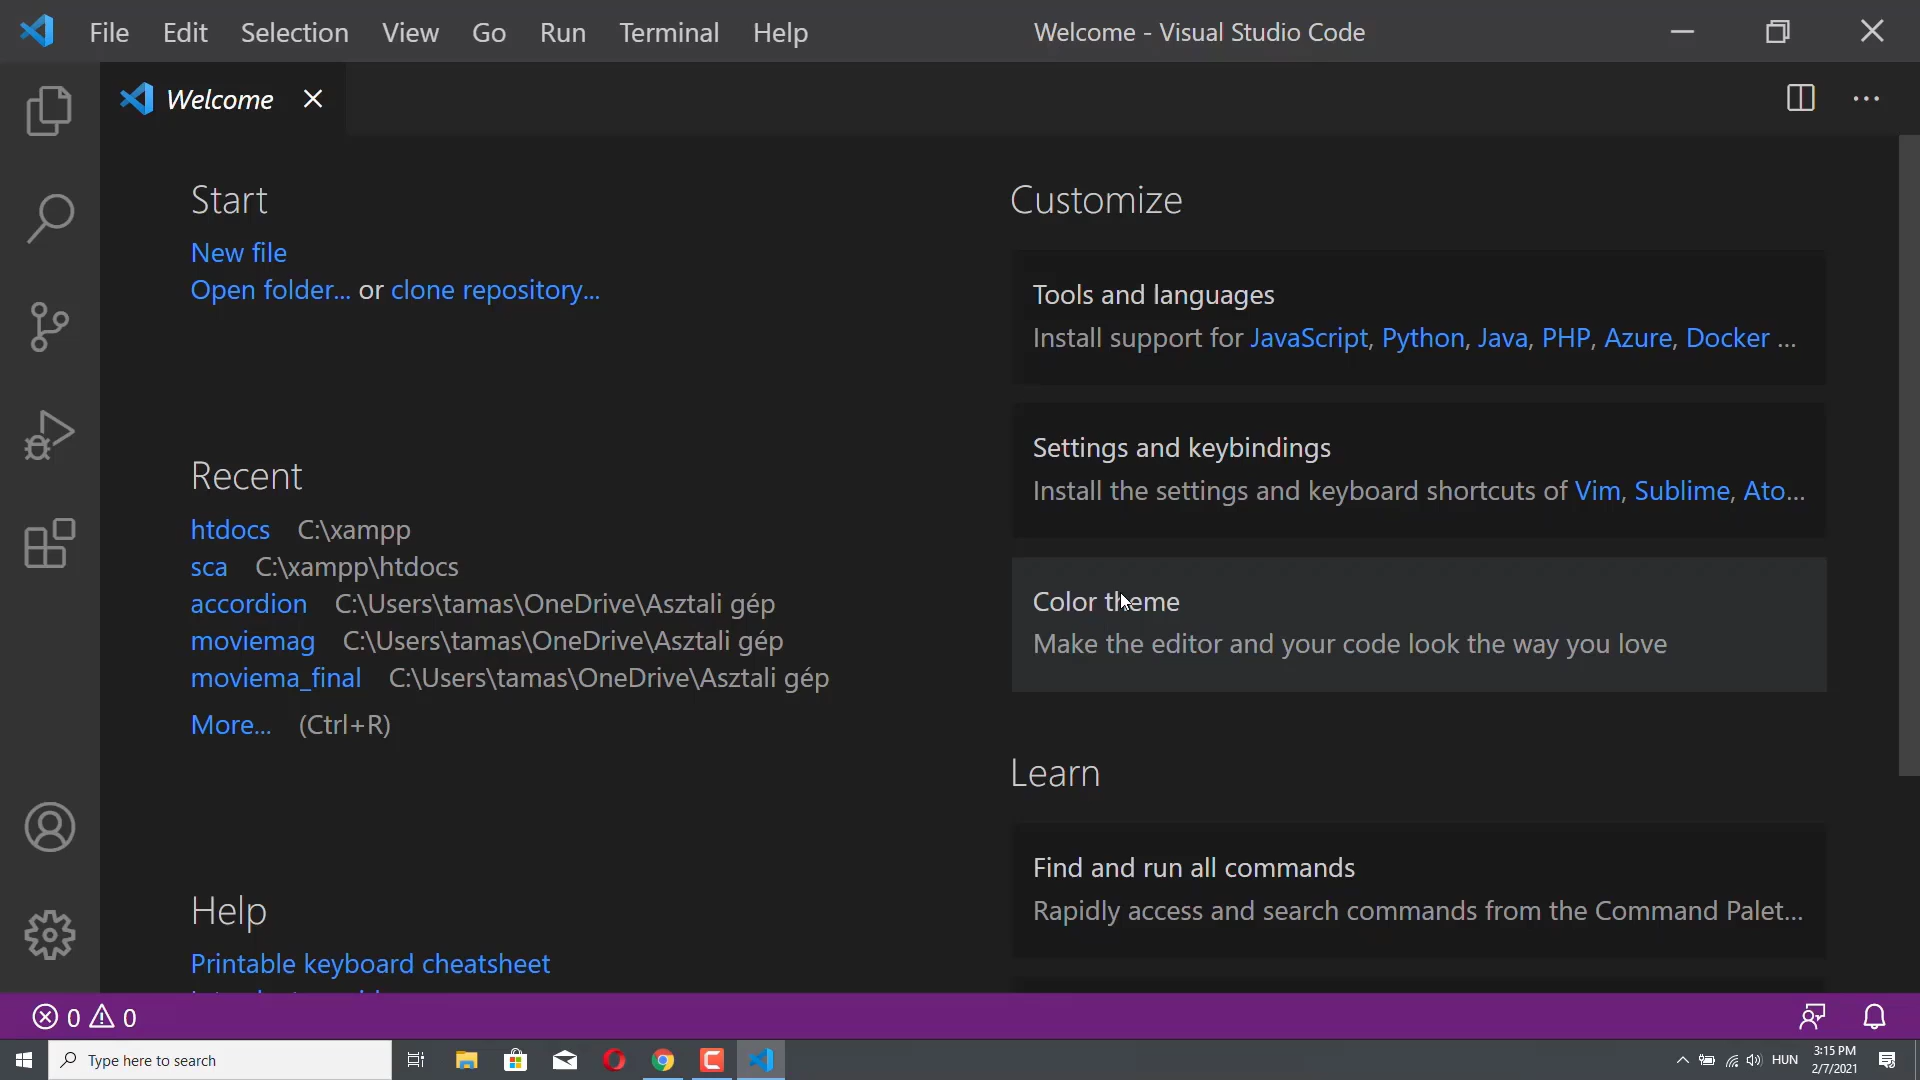 File Edit Selection View Go Run Terminal Help
Welcome - Visual Studio Code
Welcome
Start
New file
Open folder... or clone repository...
Recent
htdocs C:\xampp
sca C:\xampp\htdocs
accordion C:\Users\tamas\OneDrive\Asztali gép
moviemag C:\Users\tamas\OneDrive\Asztali gép
moviema_final C:\Users\tamas\OneDrive\Asztali gép
More... (Ctrl+R)
Help
Printable keyboard cheatsheet
Customize
Tools and languages
Install support for JavaScript, Python, Java, PHP, Azure, Docker ...
Settings and keybindings
Install the settings and keyboard shortcuts of Vim, Sublime, Ato...
Color theme
Make the editor and your code look the way you love
Learn
Find and run all commands
Rapidly access and search commands from the Command Palet...
0 0
Type here to search
HUN
3:15 PM
2/7/2021